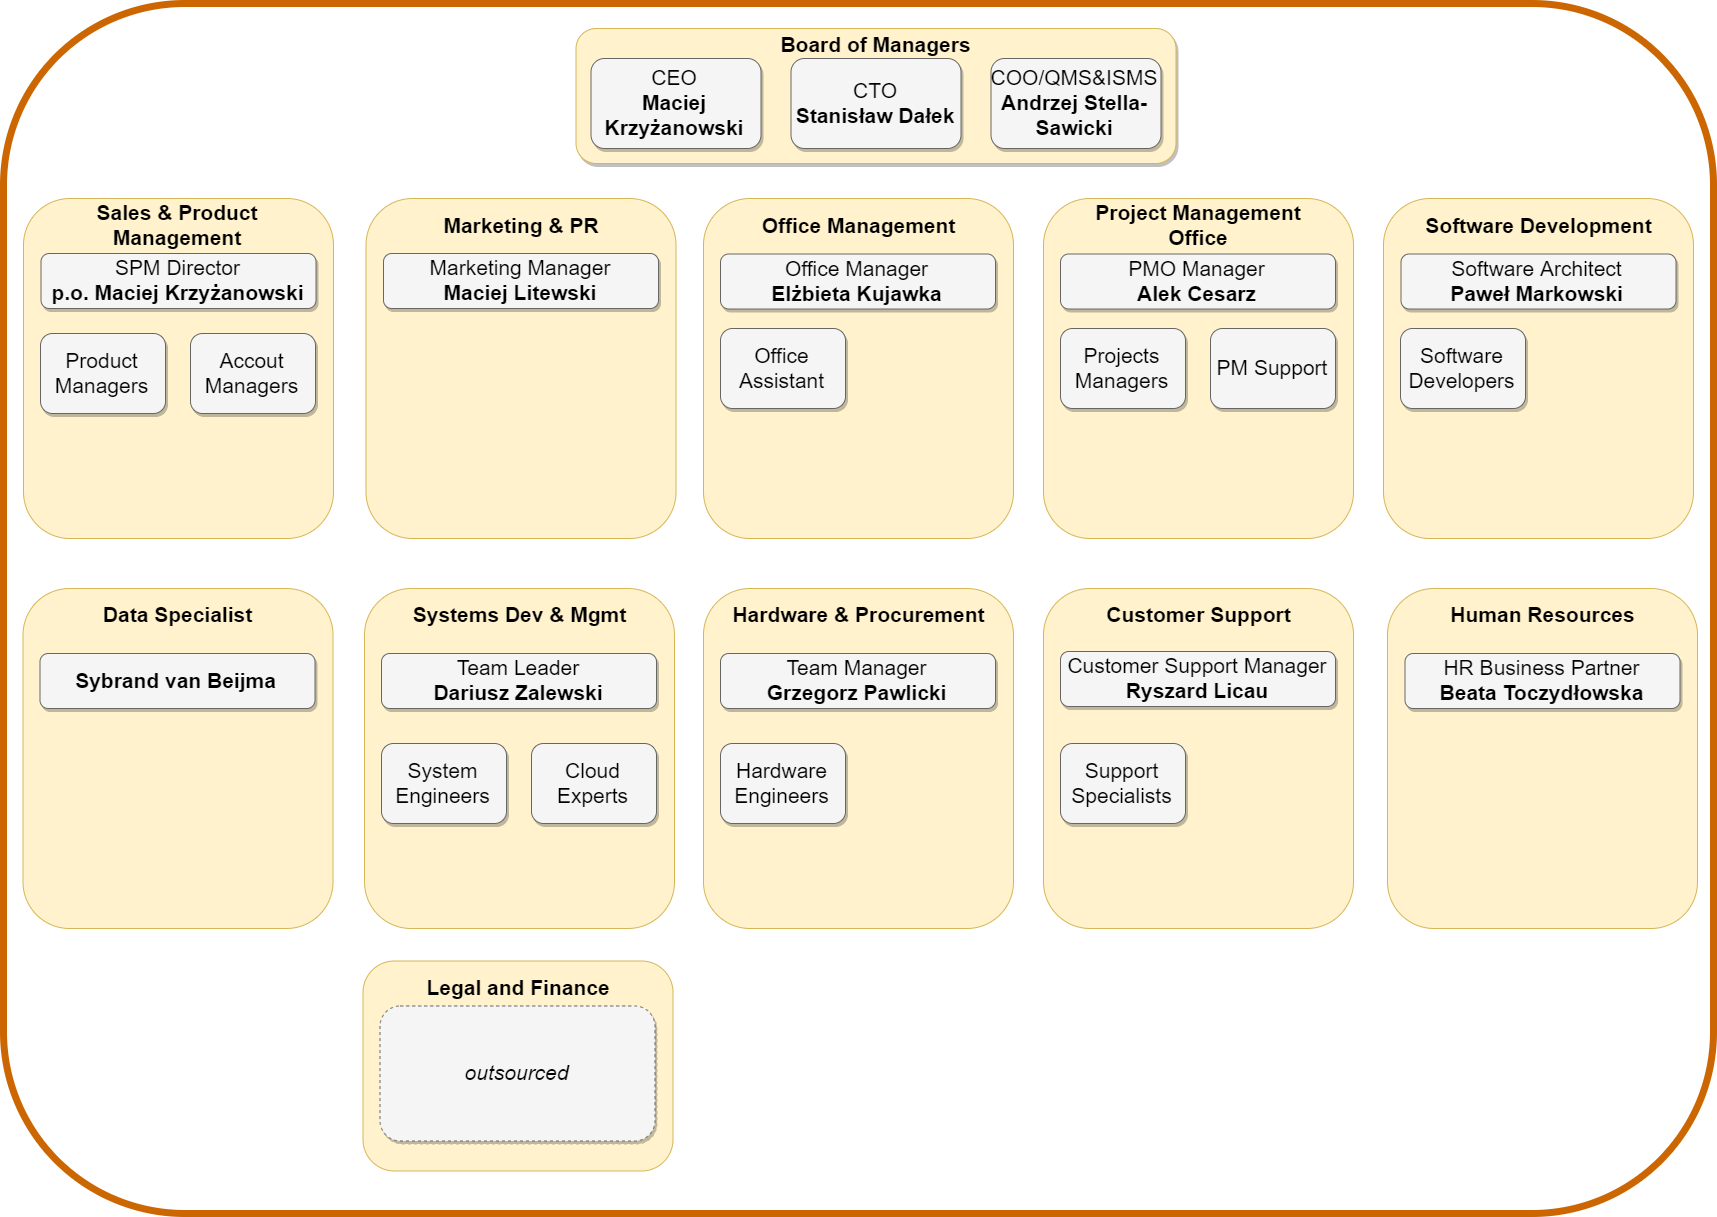 Board of Managers
CEO
Maciej
Krzyżanowski
CTO
Stanisław Dałek
COO/QMS&ISMS
Andrzej Stella-
Sawicki
Sales & Product
Management
SPM Director
p.o. Maciej Krzyżanowski
Product
Managers
Accout
Managers
Marketing & PR
Marketing Manager
Maciej Litewski
Office Management
Office Manager
Elżbieta Kujawka
Office
Assistant
Project Management
Office
PMO Manager
Alek Cesarz
Projects
Managers
PM Support
Software Development
Software Architect
Paweł Markowski
Software
Developers
Data Specialist
Sybrand van Beijma
Systems Dev & Mgmt
Team Leader
Dariusz Zalewski
System
Engineers
Cloud
Experts
Hardware & Procurement
Team Manager
Grzegorz Pawlicki
Hardware
Engineers
Customer Support
Customer Support Manager
Ryszard Licau
Support
Specialists
Human Resources
HR Business Partner
Beata Toczydłowska
Legal and Finance
outsourced